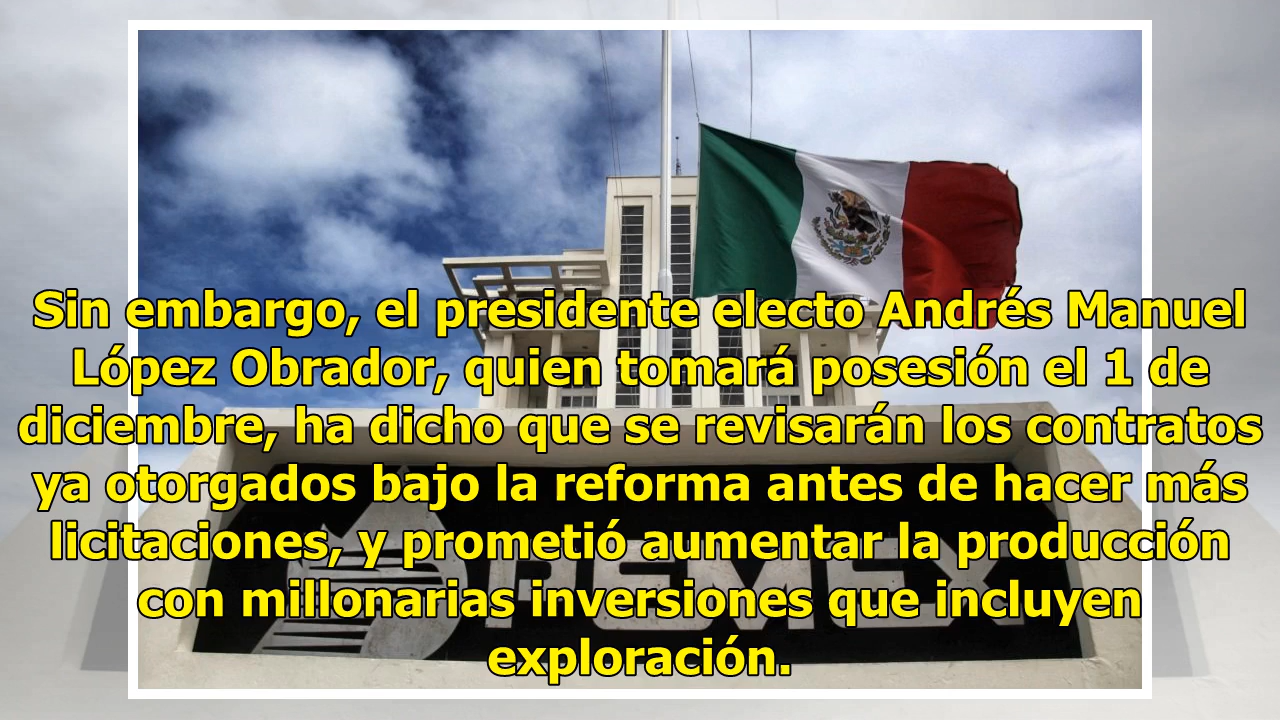 Sin embargo, el presidente electo Andrés Manuel
López Obrador, quien tomará posesión el 1 de
diciembre, ha dicho que se revisarán los contratos
ya otorgados bajo la reforma antes de hacer más
licitaciones, y prometió aumentar la producción
con millonarias inversiones que incluyen
exploración.
PEMEX